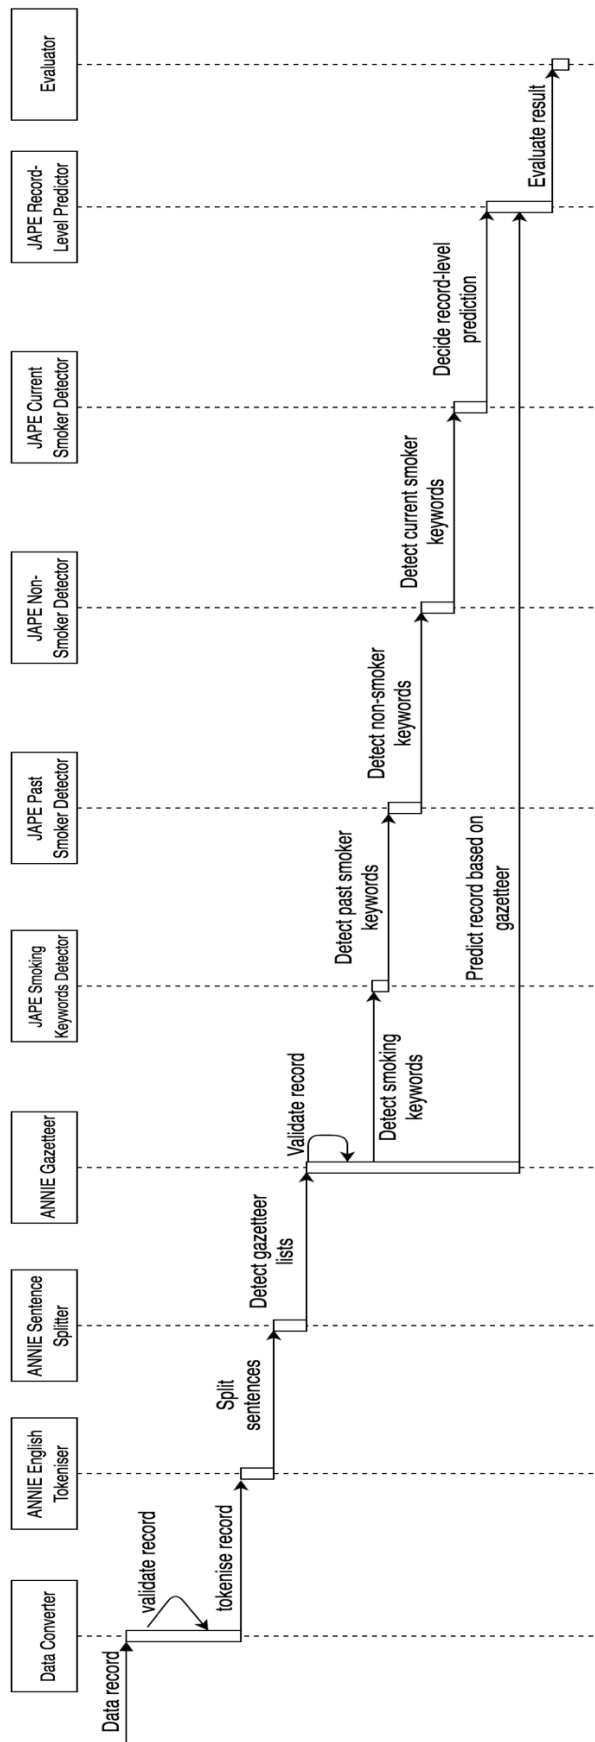 Data Converter
ANNIE English
Tokeniser
ANNIE Sentence
Splitter
ANNIE Gazetteer
JAPE Smoking
Keywords Detector
JAPE Past
Smoker Detector
JAPE Non-
Smoker Detector
JAPE Current
Smoker Detector
JAPE Record-
Level Predictor
Evaluator
Data record
validate record
tokenise record
Split
sentences
Detect gazetteer
lists
Validate record
Detect smoking
keywords
Detect past smoker
keywords
Detect non-smoker
keywords
Detect current smoker
keywords
Decide record-level
prediction
Predict record based on
gazetteer
Evaluate result